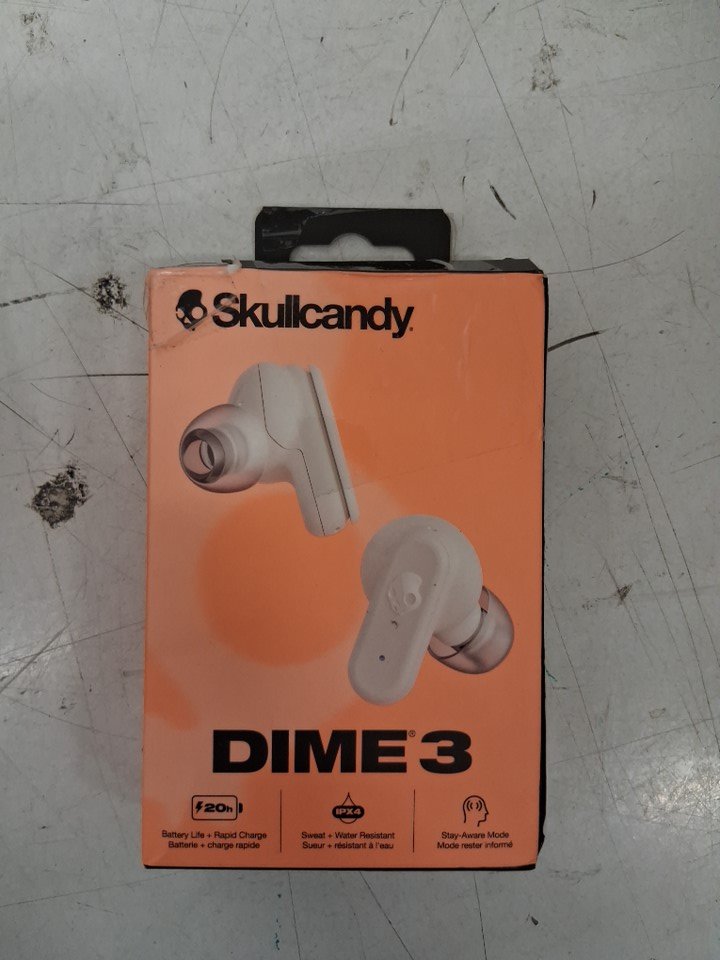 Skullcandy.
DIME® 3
20h
Battery Life + Rapid Charge
Batterie + charge rapide
IPX4
Sweat + Water Resistant
Sueur + résistant à l'eau
Stay-Aware Mode
Mode rester informé